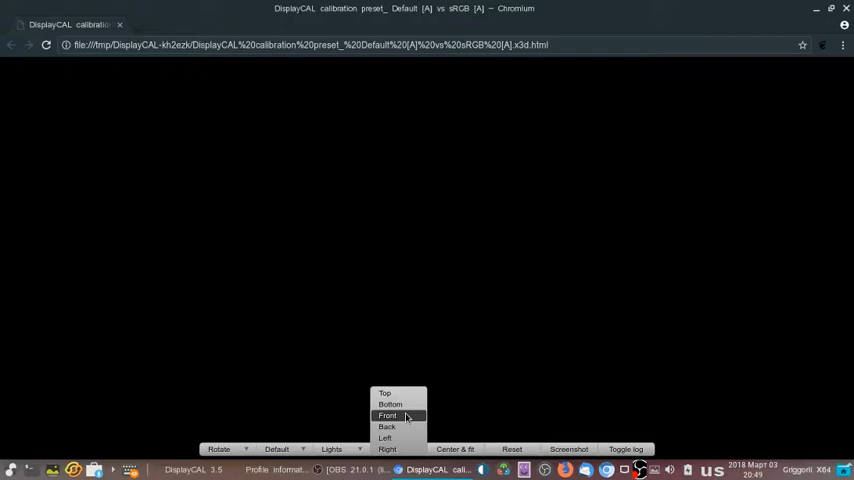 DisplayCAL calibration preset_ Default [A] vs sRGB [A] – Chromium
DisplayCAL calibration
file:///tmp/DisplayCAL-kh2ezk/DisplayCAL%20calibration%20preset_%20Default%20[A]%20vs%20sRGB%20[A].x3d.html
Top
Bottom
Front
Back
Left
Right
Rotate Default Lights Center & fit Reset Screenshot Toggle log
DisplayCAL 3.5 Profile informat... [OBS 21.0.1 (l... DisplayCAL cali... us 2018 Март 03 Griggorii X64
20:49